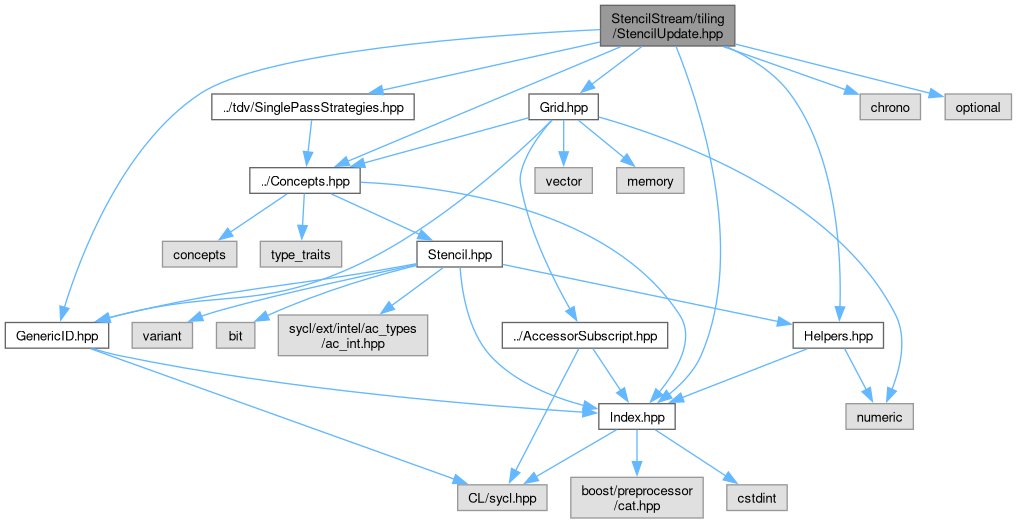 StencilStream/tiling
/StencilUpdate.hpp
../tdv/SinglePassStrategies.hpp
Grid.hpp
chrono
optional
../Concepts.hpp
vector
memory
concepts
type_traits
Stencil.hpp
GenericID.hpp
variant
bit
sycl/ext/intel/ac_types
/ac_int.hpp
../AccessorSubscript.hpp
Helpers.hpp
Index.hpp
numeric
CL/sycl.hpp
boost/preprocessor
/cat.hpp
cstdint